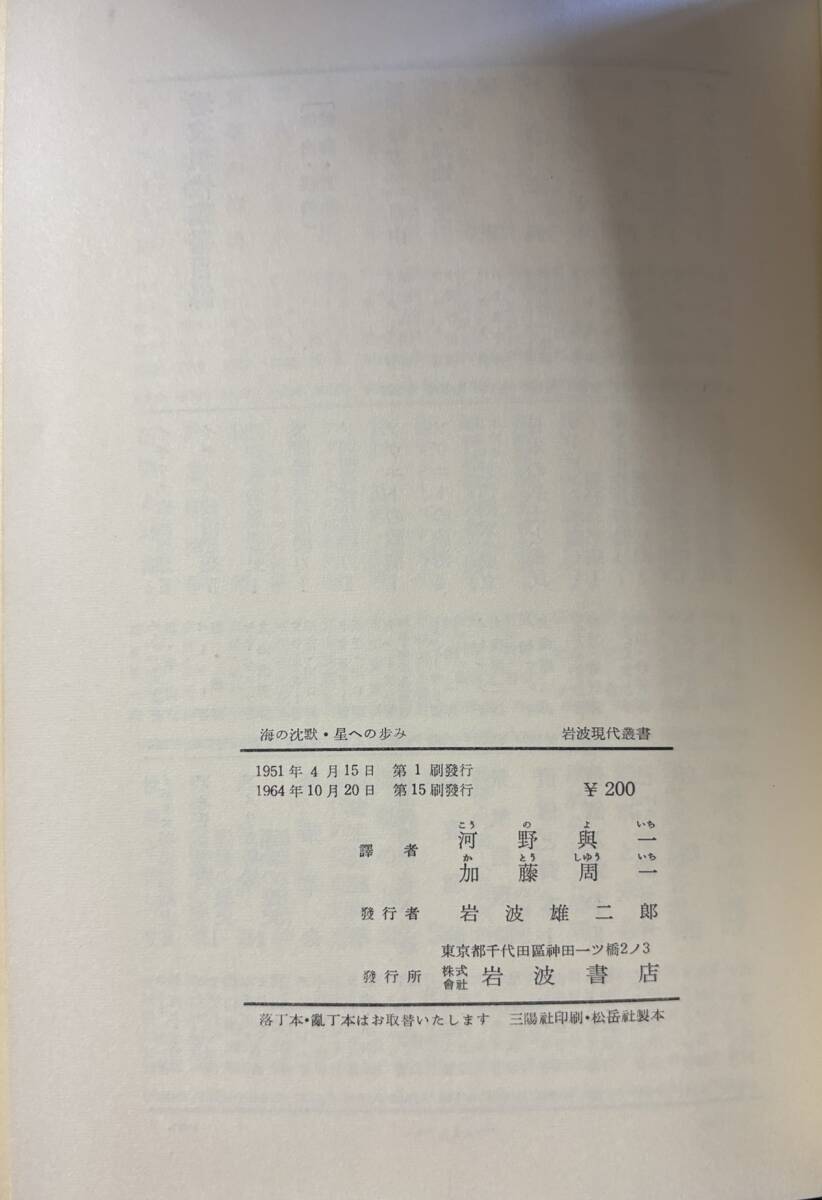 海の沈默・星への歩み 岩波現代叢書
1951年4月15日 第1刷發行
1964年10月20日 第15刷發行 ¥200
こうのよいち
譯者 河野與一
かとうしゆういち
加藤周一
發行者 岩波雄二郎
東京都千代田區神田一ツ橋2ノ3
發行所 株式會社 岩波書店
落丁本・亂丁本はお取替いたします 三陽社印刷・松岳社製本